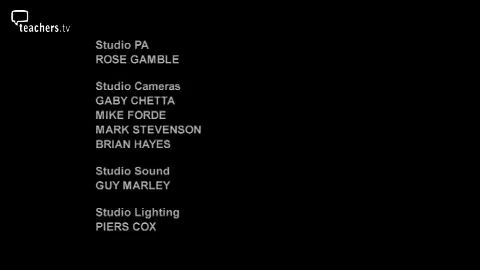 teachers.tv
Studio PA
ROSE GAMBLE
Studio Cameras
GABY CHETTA
MIKE FORDE
MARK STEVENSON
BRIAN HAYES
Studio Sound
GUY MARLEY
Studio Lighting
PIERS COX